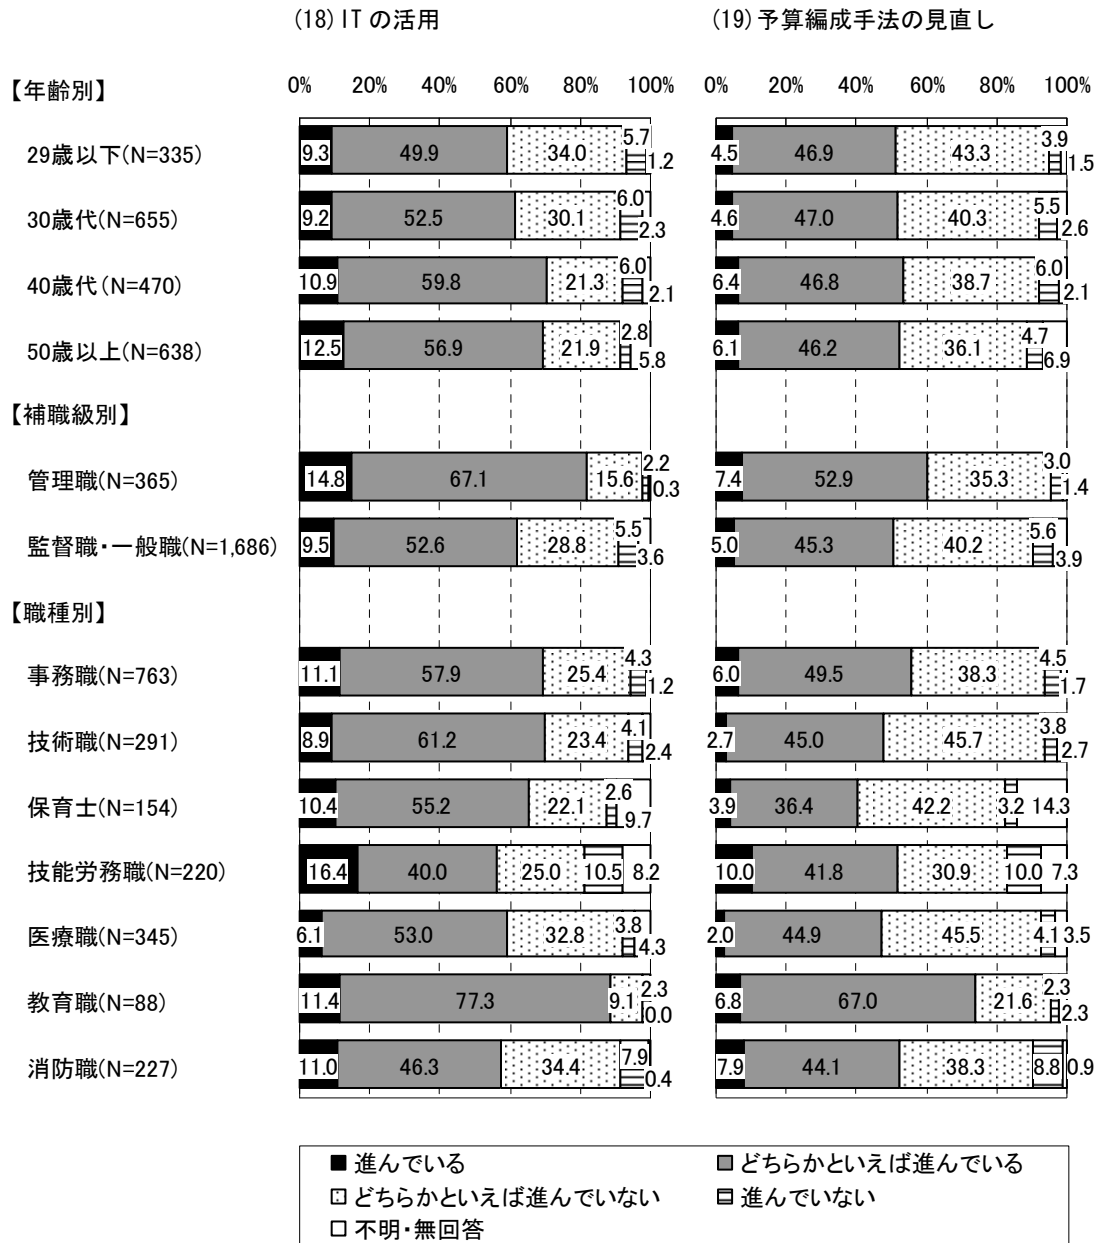 (18) IT の活用 (19) 予算編成手法の見直し
【年齢別】 0% 20% 40% 60% 80% 100% 0% 20% 40% 60% 80% 100%
29歳以下(N=335) 9.3 49.9 34.0 5.7 1.2 4.5 46.9 43.3 3.9 1.5
30歳代(N=655) 9.2 52.5 30.1 6.0 2.3 4.6 47.0 40.3 5.5 2.6
40歳代(N=470) 10.9 59.8 21.3 6.0 2.1 6.4 46.8 38.7 6.0 2.1
50歳以上(N=638) 12.5 56.9 21.9 2.8 5.8 6.1 46.2 36.1 4.7 6.9
【補職級別】
管理職(N=365) 14.8 67.1 15.6 2.2 0.3 7.4 52.9 35.3 3.0 1.4
監督職・一般職(N=1,686) 9.5 52.6 28.8 5.5 3.6 5.0 45.3 40.2 5.6 3.9
【職種別】
事務職(N=763) 11.1 57.9 25.4 4.3 1.2 6.0 49.5 38.3 4.5 1.7
技術職(N=291) 8.9 61.2 23.4 4.1 2.4 2.7 45.0 45.7 3.8 2.7
保育士(N=154) 10.4 55.2 22.1 2.6 9.7 3.9 36.4 42.2 3.2 14.3
技能労務職(N=220) 16.4 40.0 25.0 10.5 8.2 10.0 41.8 30.9 10.0 7.3
医療職(N=345) 6.1 53.0 32.8 3.8 4.3 2.0 44.9 45.5 4.1 3.5
教育職(N=88) 11.4 77.3 9.1 2.3 0.0 6.8 67.0 21.6 2.3 2.3
消防職(N=227) 11.0 46.3 34.4 7.9 0.4 7.9 44.1 38.3 8.8 0.9
進んでいる どちらかといえば進んでいる
どちらかといえば進んでいない 進んでいない
不明・無回答